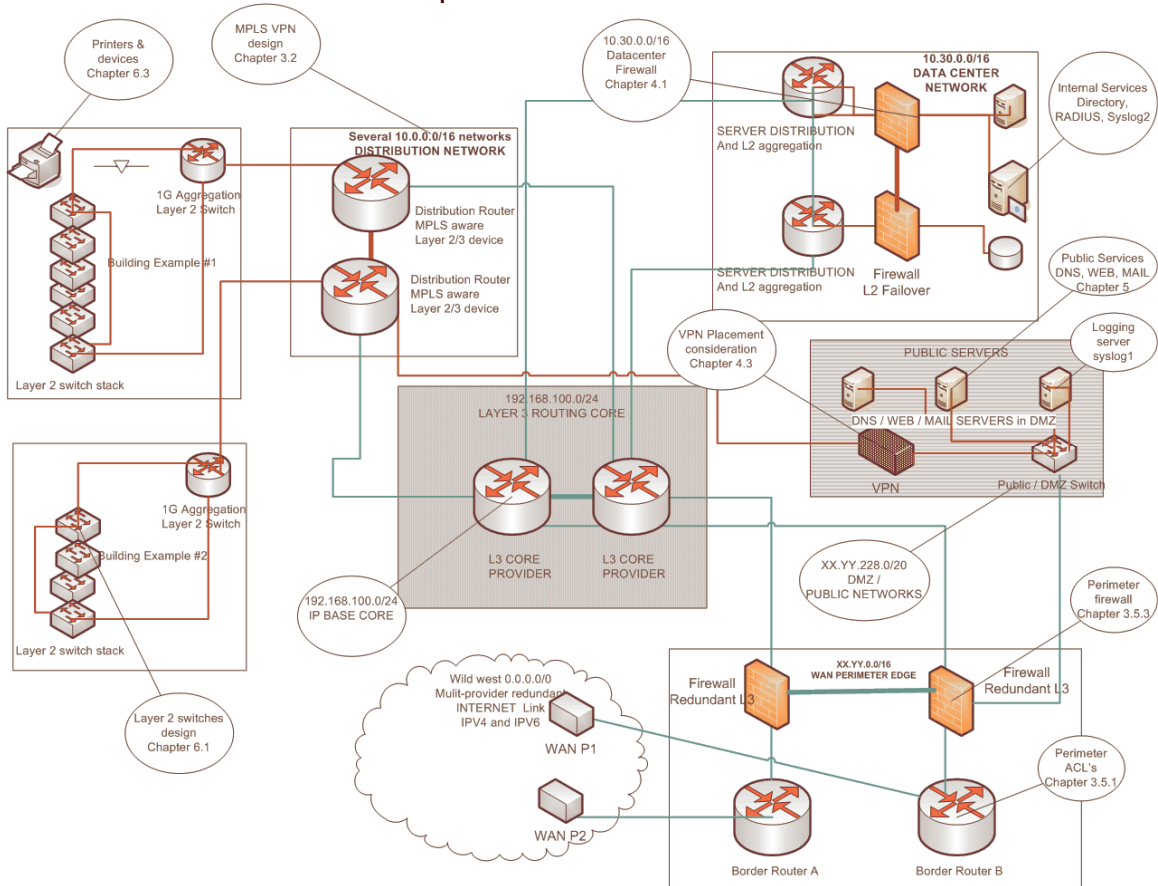 Printers &
devices
Chapter 6.3
MPLS VPN
design
Chapter 3.2
10.30.0.0/16
Datacenter
Firewall
Chapter 4.1
10.30.0.0/16
DATA CENTER
NETWORK
Internal Services
Directory,
RADIUS, Syslog2
Several 10.0.0.0/16 networks
DISTRIBUTION NETWORK
SERVER DISTRIBUTION
And L2 aggregation
1G Aggregation
Layer 2 Switch
Distribution Router
MPLS aware
Layer 2/3 device
Building Example #1
Distribution Router
MPLS aware
Layer 2/3 device
SERVER DISTRIBUTION
And L2 aggregation
Firewall
L2 Failover
Public Services
DNS, WEB, MAIL
Chapter 5
Layer 2 switch stack
VPN Placement
consideration
Chapter 4.3
Logging
server
syslog1
PUBLIC SERVERS
DNS / WEB / MAIL SERVERS in DMZ
VPN
Public / DMZ Switch
192.168.100.0/24
LAYER 3 ROUTING CORE
1G Aggregation
Layer 2 Switch
Building Example #2
Layer 2 switch stack
L3 CORE
PROVIDER
L3 CORE
PROVIDER
192.168.100.0/24
IP BASE CORE
XX.YY.228.0/20
DMZ /
PUBLIC NETWORKS
Perimeter
firewall
Chapter 3.5.3
Layer 2 switches
design
Chapter 6.1
Wild west 0.0.0.0/0
Mulit-provider redundant
INTERNET Link
IPV4 and IPV6
WAN P1
WAN P2
XX.YY.0.0/16
WAN PERIMETER EDGE
Firewall
Redundant L3
Firewall
Redundant L3
Perimeter
ACL's
Chapter 3.5.1
Border Router A
Border Router B